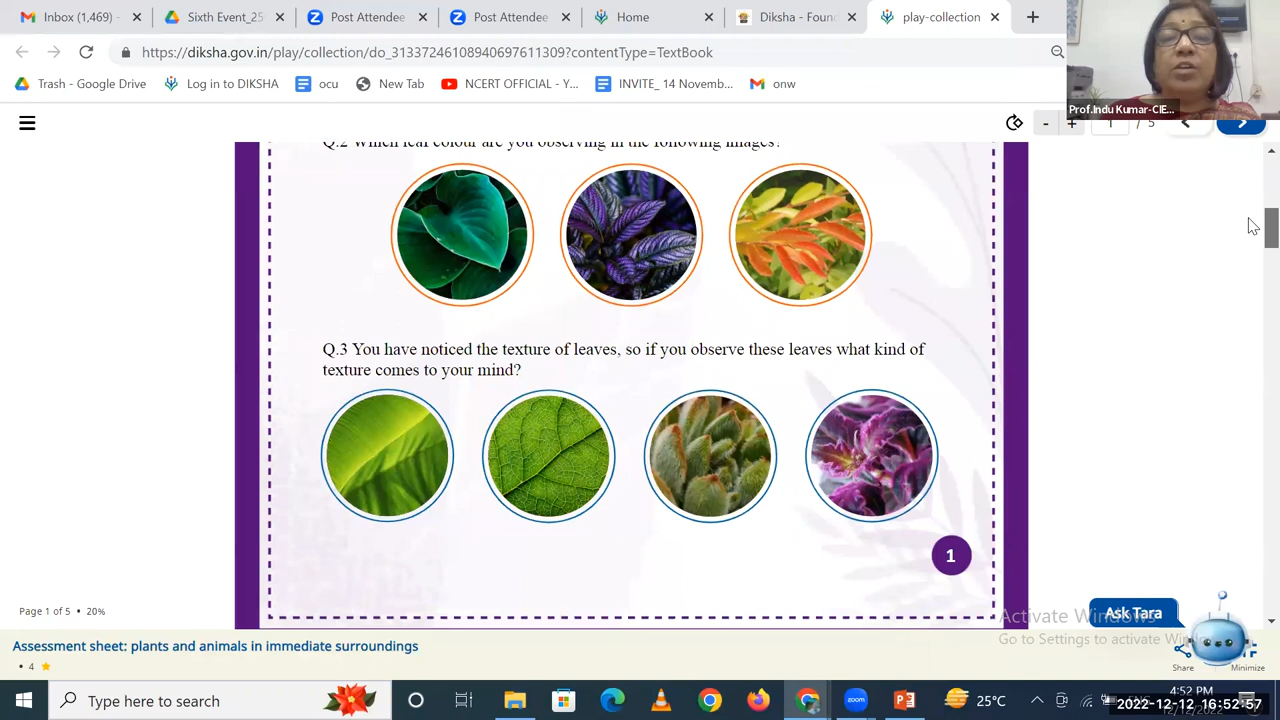 Inbox (1,469) - Sixth Event_25 Post Attendee Post Attendee Home Diksha - Foun play-collection
https://diksha.gov.in/play/collection/do_31337246108940697611309?contentType=TextBook
Trash - Google Drive Log in to DIKSHA ocu New Tab NCERT OFFICIAL - Y... INVITE_ 14 Novemb... onw
Prof.Indu Kumar-CIE...
- + 1 / 5
Q.2 Which leaf colour are you observing in the following images?
Q.3 You have noticed the texture of leaves, so if you observe these leaves what kind of
texture comes to your mind?
1
Page 1 of 5 • 20%
Ask Tara
Activate Windows
Go to Settings to activate Windows.
Assessment sheet: plants and animals in immediate surroundings
• 4
Share Minimize
Type here to search
zoom
25°C
ENG
4:52 PM
2022-12-12 16:52:57
12/12/2022